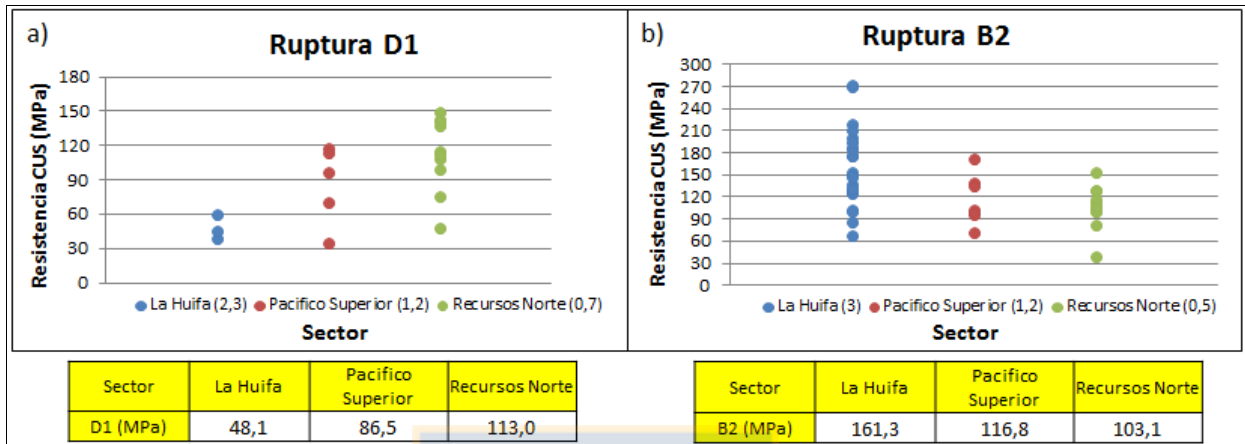 a)
Ruptura D1
Resistencia CUS (MPa)
180
150
120
90
60
30
0
La Huifa (2,3) Pacifico Superior (1,2) Recursos Norte (0,7)
Sector
b)
Ruptura B2
Resistencia CUS (MPa)
300
270
240
210
180
150
120
90
60
30
0
La Huifa (3) Pacifico Superior (1,2) Recursos Norte (0,5)
Sector
Sector La Huifa Pacifico Superior Recursos Norte
D1 (MPa) 48,1 86,5 113,0
Sector La Huifa Pacifico Superior Recursos Norte
B2 (MPa) 161,3 116,8 103,1